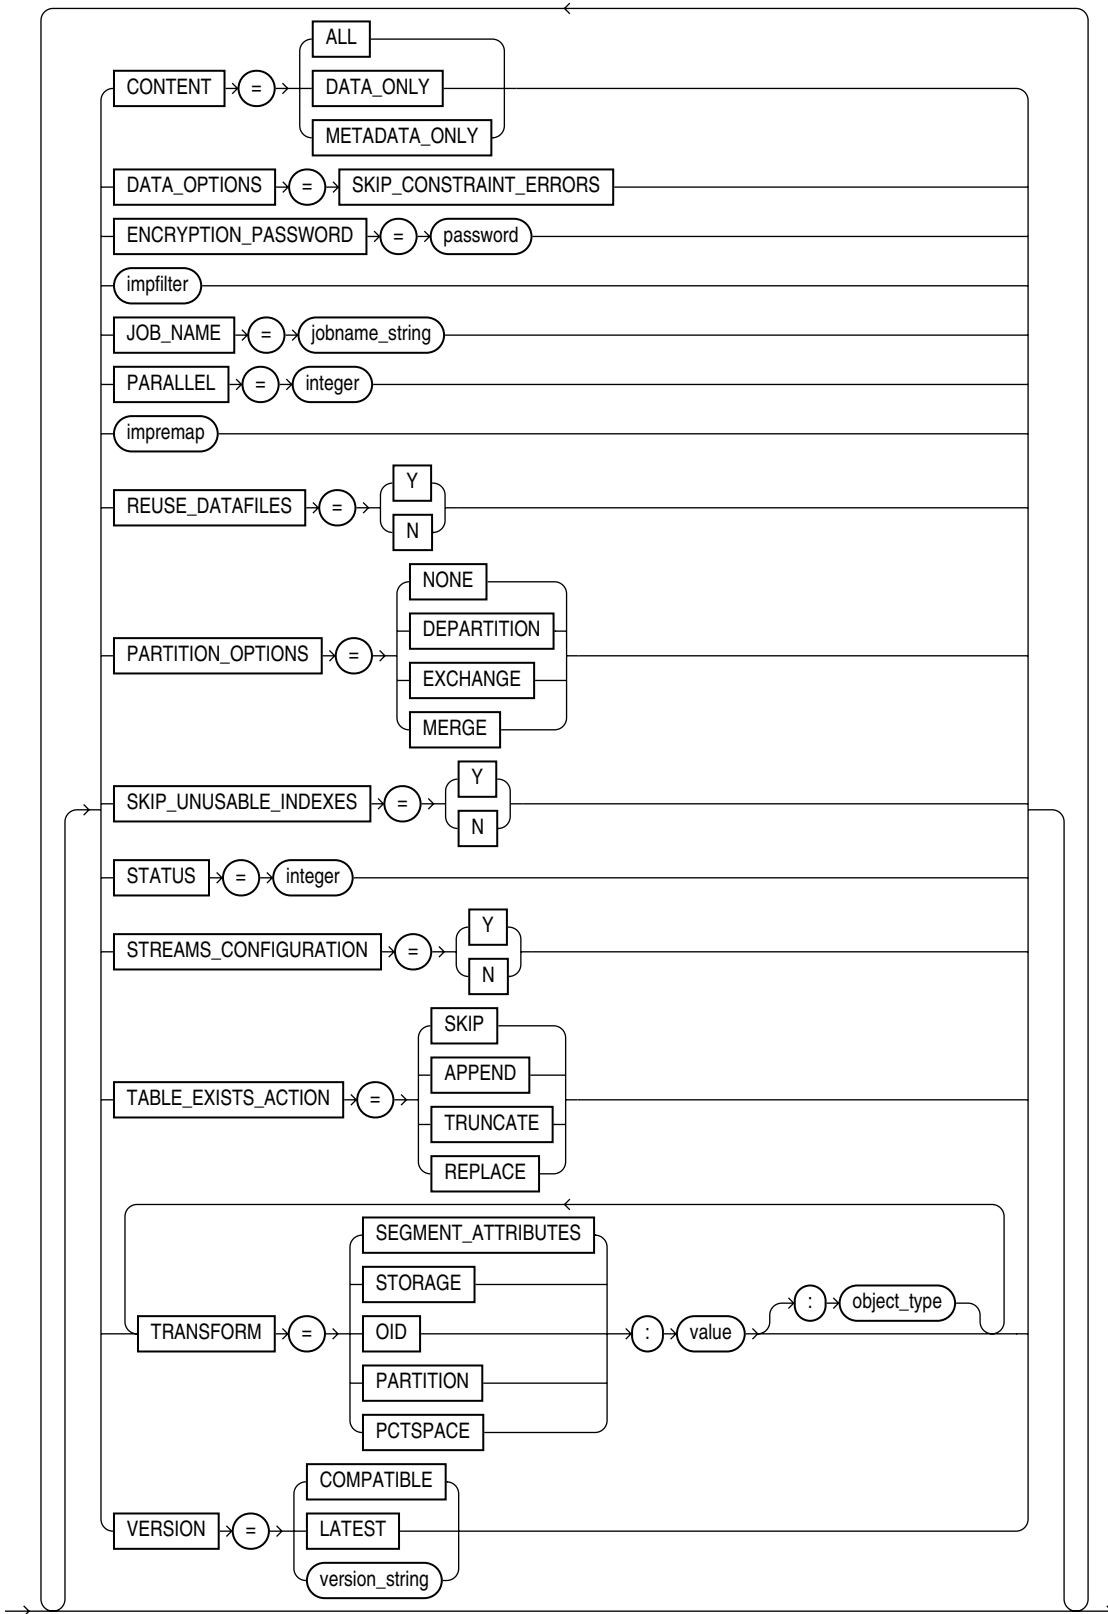 ALL
CONTENT = DATA_ONLY
METADATA_ONLY
DATA_OPTIONS = SKIP_CONSTRAINT_ERRORS
ENCRYPTION_PASSWORD = password
impfilter
JOB_NAME = jobname_string
PARALLEL = integer
impremap
Y
REUSE_DATAFILES =
N
NONE
DEPARTITION
PARTITION_OPTIONS =
EXCHANGE
MERGE
Y
SKIP_UNUSABLE_INDEXES =
N
STATUS = integer
Y
STREAMS_CONFIGURATION =
N
SKIP
APPEND
TABLE_EXISTS_ACTION =
TRUNCATE
REPLACE
SEGMENT_ATTRIBUTES
STORAGE
: object_type
TRANSFORM = OID : value
PARTITION
PCTSPACE
COMPATIBLE
VERSION = LATEST
version_string